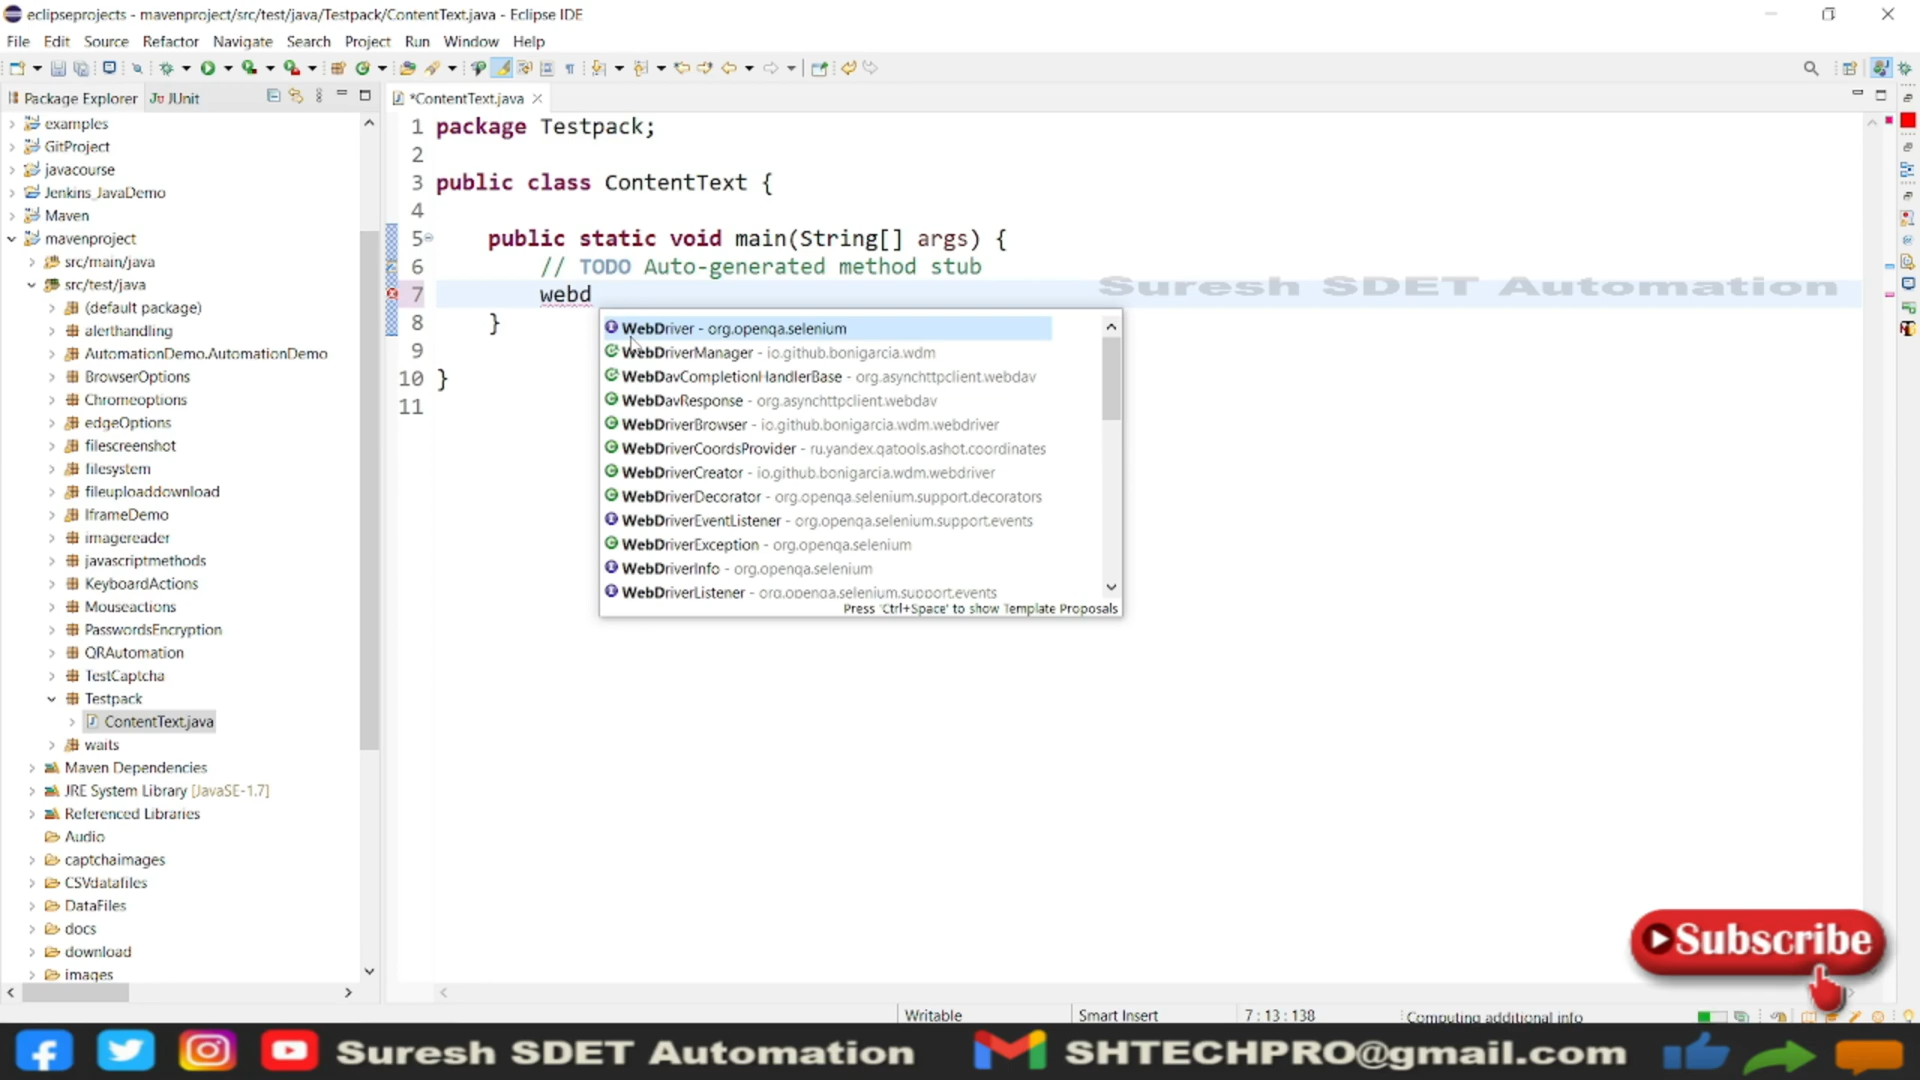 eclipseprojects - mavenproject/src/test/java/Testpack/ContentText.java - Eclipse IDE
File Edit Source Refactor Navigate Search Project Run Window Help
Package Explorer
Ju JUnit
*ContentText.java
examples
GitProject
javacourse
Jenkins_JavaDemo
Maven
mavenproject
src/main/java
src/test/java
(default package)
alerthandling
AutomationDemo.AutomationDemo
BrowserOptions
Chromeoptions
edgeOptions
filescreenshot
filesystem
fileuploaddownload
IframeDemo
imagereader
javascriptmethods
KeyboardActions
Mouseactions
PasswordsEncryption
QRAutomation
TestCaptcha
Testpack
ContentText.java
waits
Maven Dependencies
JRE System Library [JavaSE-1.7]
Referenced Libraries
Audio
captchaimages
CSVdatafiles
DataFiles
docs
download
images
1 package Testpack;
2
3 public class ContentText {
4
5 public static void main(String[] args) {
6 // TODO Auto-generated method stub
7 webd
8 }
9
10 }
11
Suresh SDET Automation
WebDriver - org.openqa.selenium
WebDriverManager - io.github.bonigarcia.wdm
WebDavCompletionHandlerBase - org.asynchttpclient.webdav
WebDavResponse - org.asynchttpclient.webdav
WebDriverBrowser - io.github.bonigarcia.wdm.webdriver
WebDriverCoordsProvider - ru.yandex.qatools.ashot.coordinates
WebDriverCreator - io.github.bonigarcia.wdm.webdriver
WebDriverDecorator - org.openqa.selenium.support.decorators
WebDriverEventListener - org.openqa.selenium.support.events
WebDriverException - org.openqa.selenium
WebDriverInfo - org.openqa.selenium
WebDriverListener - org.openqa.selenium.support.events
Press 'Ctrl+Space' to show Template Proposals
Subscribe
Writable
Smart Insert
7 : 13 : 138
Computing additional info
Suresh SDET Automation
SHTECHPRO@gmail.com